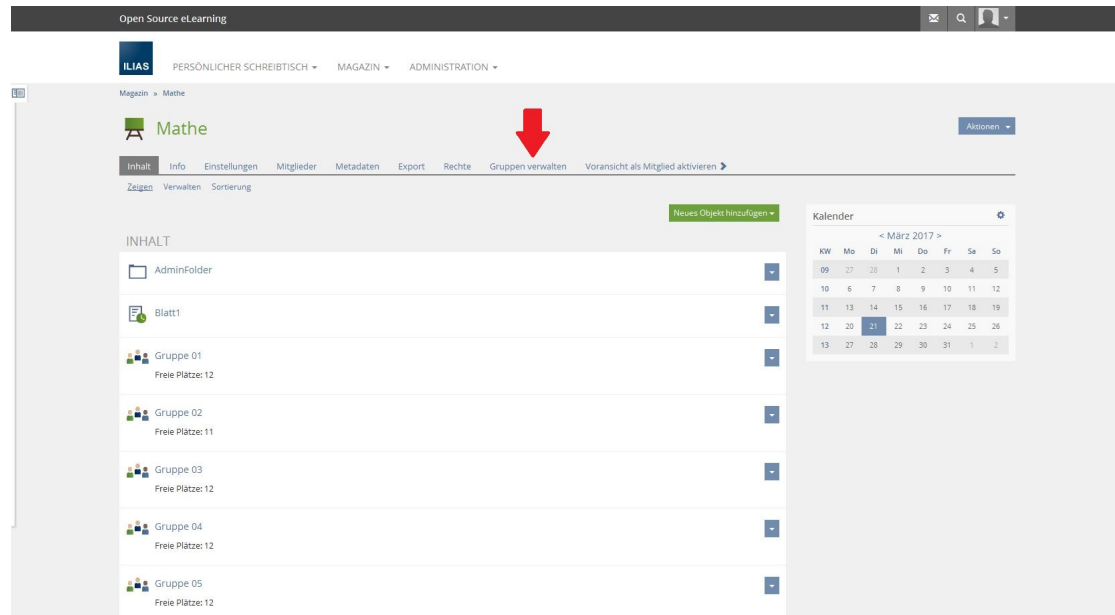 Open Source eLearning
ILIAS PERSÖNLICHER SCHREIBTISCH MAGAZIN ADMINISTRATION
Magazin » Mathe
Mathe
Aktionen
Inhalt Info Einstellungen Mitglieder Metadaten Export Rechte Gruppen verwalten Voransicht als Mitglied aktivieren
Zeigen Verwalten Sortierung
Neues Objekt hinzufügen
INHALT
AdminFolder
Blatt1
Gruppe 01
Freie Plätze: 12
Gruppe 02
Freie Plätze: 11
Gruppe 03
Freie Plätze: 12
Gruppe 04
Freie Plätze: 12
Gruppe 05
Freie Plätze: 12
Kalender
< März 2017 >
KW Mo Di Mi Do Fr Sa So
09 27 28 1 2 3 4 5
10 6 7 8 9 10 11 12
11 13 14 15 16 17 18 19
12 20 21 22 23 24 25 26
13 27 28 29 30 31 1 2